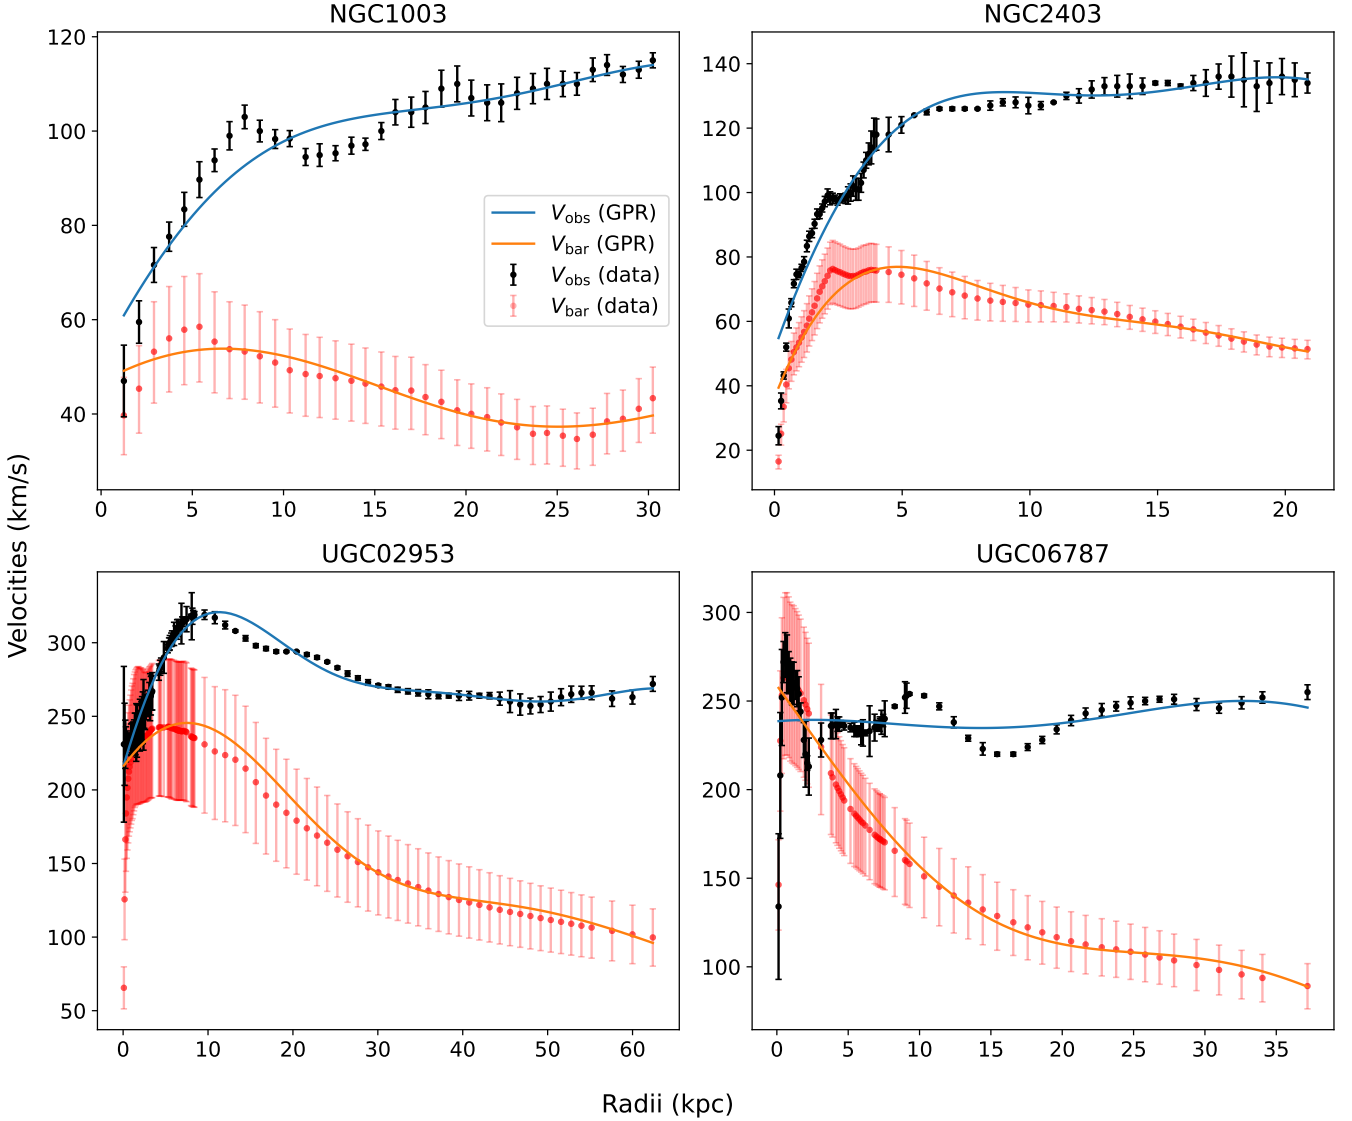 NGC1003
NGC2403
120
100
80
60
40
0 5 10 15 20 25 30
V_obs (GPR)
V_bar (GPR)
V_obs (data)
V_bar (data)
140
120
100
80
60
40
20
0 5 10 15 20
UGC02953
UGC06787
300
250
200
150
100
50
0 10 20 30 40 50 60
300
250
200
150
100
0 5 10 15 20 25 30 35
Velocities (km/s)
Radii (kpc)